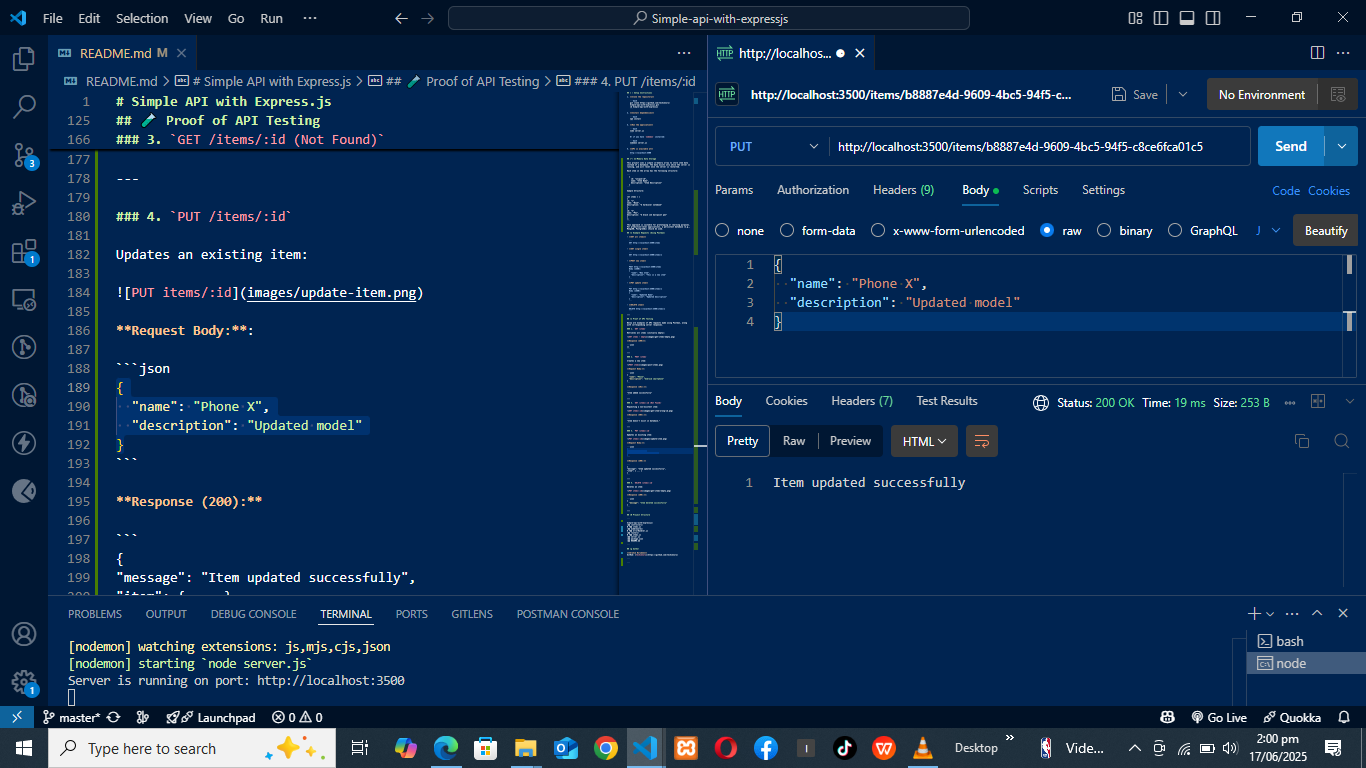 File Edit Selection View Go Run ··· Simple-api-with-expressjs
README.md M
http://localhos...
README.md > # Simple API with Express.js > ## 🧪 Proof of API Testing > ### 4. PUT /items/:id
1 # Simple API with Express.js
125 ## 🧪 Proof of API Testing
166 ### 3. `GET /items/:id (Not Found)`
177
178 ---
179
180 ### 4. `PUT /items/:id`
181
182 Updates an existing item:
183
184 ![PUT items/:id](images/update-item.png)
185
186 **Request Body:**:
187
188 ```json
189 {
190 "name": "Phone X",
191 "description": "Updated model"
192 }
193 ```
194
195 **Response (200):**
196
197 ```
198 {
199 "message": "Item updated successfully",
HTTP http://localhost:3500/items/b8887e4d-9609-4bc5-94f5-c... Save No Environment
PUT http://localhost:3500/items/b8887e4d-9609-4bc5-94f5-c8ce6fca01c5 Send
Params Authorization Headers (9) Body Scripts Settings Code Cookies
none form-data x-www-form-urlencoded raw binary GraphQL J Beautify
1 {
2 "name": "Phone X",
3 "description": "Updated model"
4 }
Body Cookies Headers (7) Test Results Status: 200 OK Time: 19 ms Size: 253 B
Pretty Raw Preview HTML
1 Item updated successfully
PROBLEMS OUTPUT DEBUG CONSOLE TERMINAL PORTS GITLENS POSTMAN CONSOLE
[nodemon] watching extensions: js,mjs,cjs,json
[nodemon] starting `node server.js`
Server is running on port: http://localhost:3500
bash
node
3
1
1
master* Launchpad 0 0 Go Live Quokka
Type here to search Desktop Vide... 2:00 pm
17/06/2025